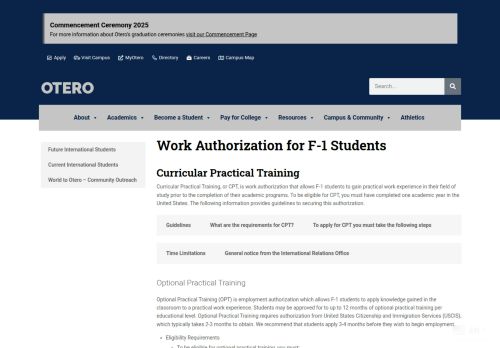 Commencement Ceremony 2025
For more information about Otero's graduation ceremonies visit our Commencement Page
Apply Visit Campus MyOtero Directory Careers Campus Map
OTERO
Search...
About Academics Become a Student Pay for College Resources Campus & Community Athletics
Future International Students
Current International Students
World to Otero – Community Outreach
Work Authorization for F-1 Students
Curricular Practical Training
Curricular Practical Training, or CPT, is work authorization that allows F-1 students to gain practical work experience in their field of
study prior to the completion of their academic programs. To be eligible for CPT, you must have completed one academic year in the
United States. The following information provides guidelines to securing this authorization.
Guidelines What are the requirements for CPT? To apply for CPT you must take the following steps
Time Limitations General notice from the International Relations Office
Optional Practical Training
Optional Practical Training (OPT) is employment authorization which allows F-1 students to apply knowledge gained in the
classroom to a practical work experience. Students may be approved for to up to 12 months of optional practical training per
educational level. Optional Practical Training requires authorization from United States Citizenship and Immigration Services (USCIS),
which typically takes 2-3 months to obtain. We recommend that students apply 3-4 months before they wish to begin employment.
Eligibility Requirements
To be eligible for optional practical training you must: